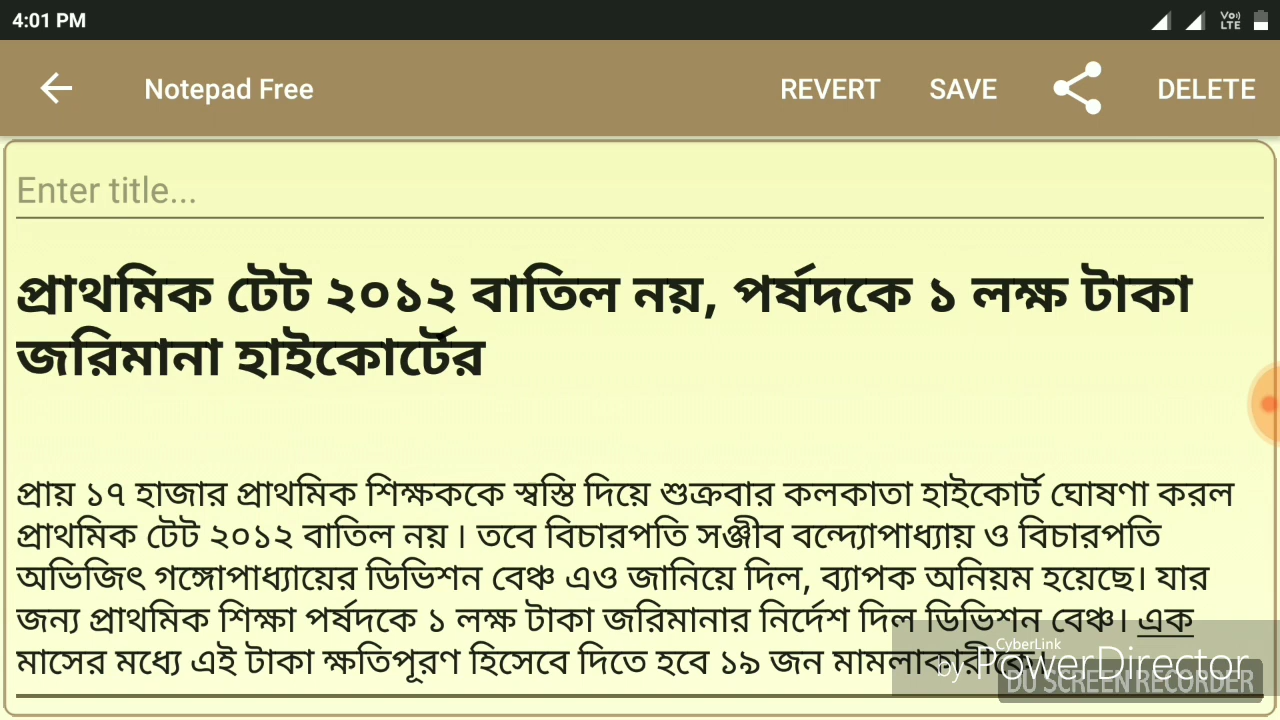 4:01 PM
Vo) LTE
Notepad Free REVERT SAVE DELETE
Enter title...
প্রাথমিক টেট ২০১২ বাতিল নয়, পর্ষদকে ১ লক্ষ টাকা
জরিমানা হাইকোর্টের
প্রায় ১৭ হাজার প্রাথমিক শিক্ষককে স্বস্তি দিয়ে শুক্রবার কলকাতা হাইকোর্ট ঘোষণা করল
প্রাথমিক টেট ২০১২ বাতিল নয়। তবে বিচারপতি সঞ্জীব বন্দ্যোপাধ্যায় ও বিচারপতি
অভিজিৎ গঙ্গোপাধ্যায়ের ডিভিশন বেঞ্চ এও জানিয়ে দিল, ব্যাপক অনিয়ম হয়েছে। যার
জন্য প্রাথমিক শিক্ষা পর্ষদকে ১ লক্ষ টাকা জরিমানার নির্দেশ দিল ডিভিশন বেঞ্চ। এক
মাসের মধ্যে এই টাকা ক্ষতিপূরণ হিসেবে দিতে হবে ১৯ জন মামলাকারীকে।
CyberLink
by PowerDirector
DU SCREEN RECORDER